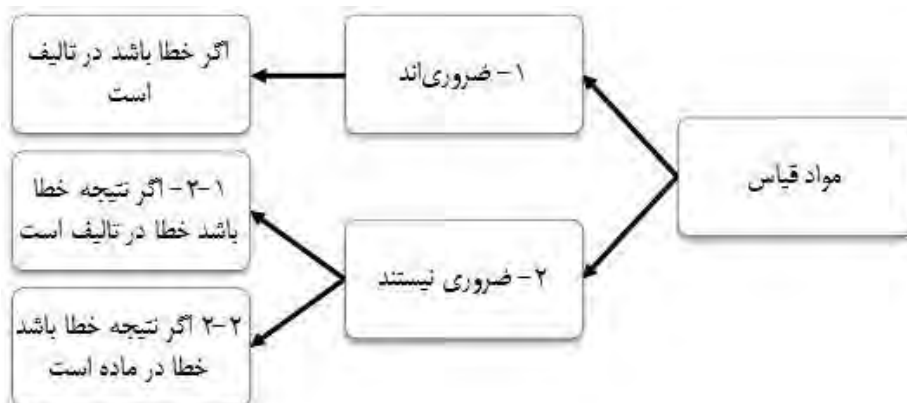 مواد قیاس
۱- ضروری‌اند
اگر خطا باشد در تالیف
است
۲- ضروری نیستند
۲-۱- اگر نتیجه خطا
باشد خطا در تالیف است
۲-۲ اگر نتیجه خطا باشد
خطا در ماده است